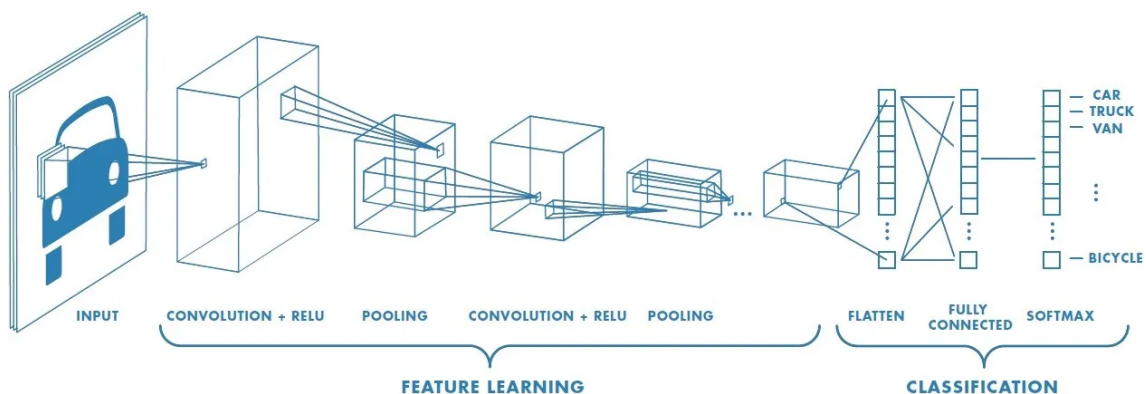 CAR
TRUCK
VAN
BICYCLE
INPUT
CONVOLUTION + RELU
POOLING
CONVOLUTION + RELU
POOLING
FLATTEN
FULLY
CONNECTED
SOFTMAX
FEATURE LEARNING
CLASSIFICATION